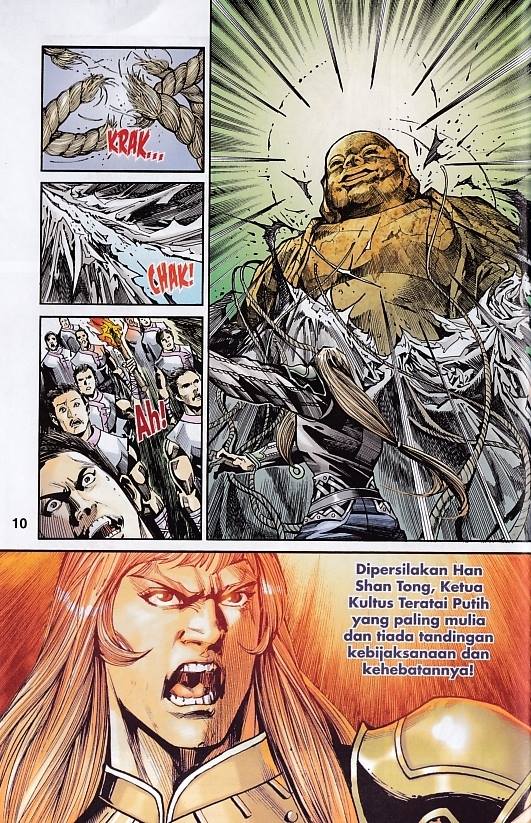 KRAK...
CHAK!
Ah!
10
Dipersilakan Han
Shan Tong, Ketua
Kultus Teratai Putih
yang paling mulia
dan tiada tandingan
kebijaksanaan dan
kehebatannya!